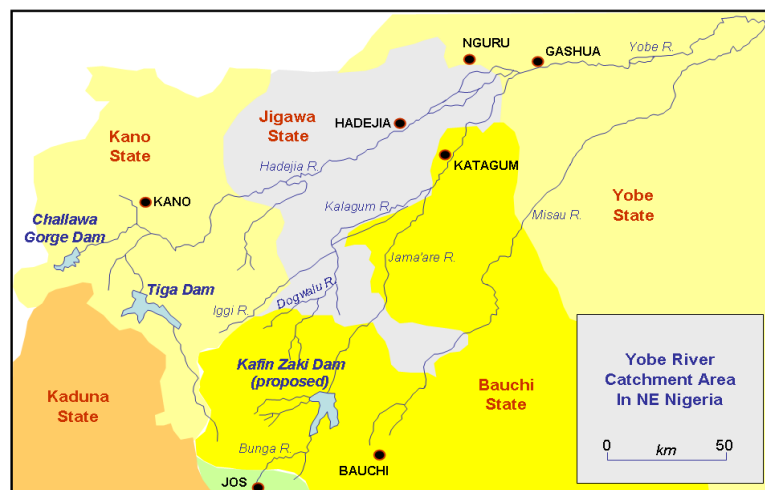 NGURU
GASHUA
Yobe R.
Jigawa
State
HADEJIA
Kano
State
Hadejia R.
KATAGUM
KANO
Kalagum R.
Yobe
State
Misau R.
Challawa
Gorge Dam
Jama'are R.
Tiga Dam
Iggi R.
Dogwalu R.
Kafin Zaki Dam
(proposed)
Kaduna
State
Bauchi
State
Yobe River
Catchment Area
In NE Nigeria
0 km 50
Bunga R.
BAUCHI
JOS